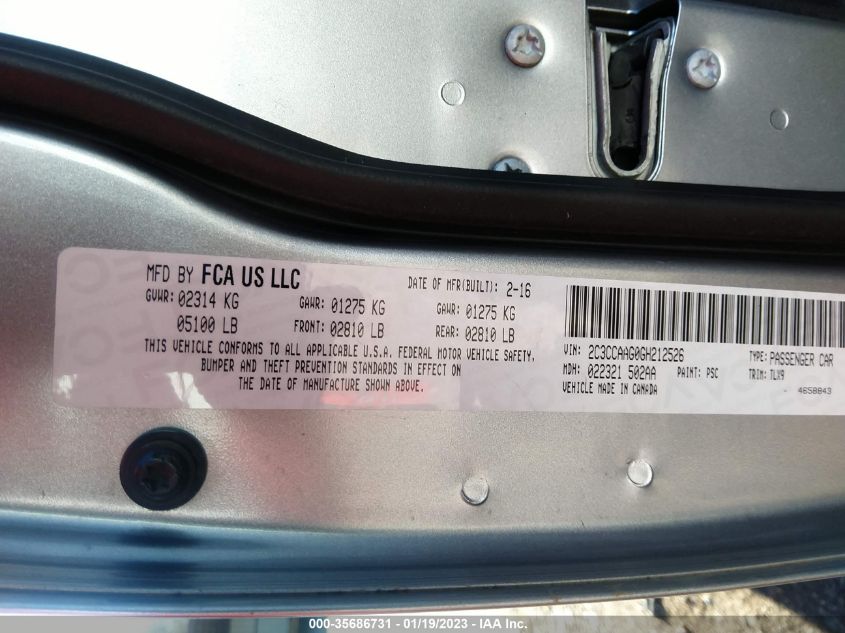 MFD BY FCA US LLC
DATE OF MFR(BUILT): 2-16
GVWR: 02314 KG GAWR: 01275 KG GAWR: 01275 KG
05100 LB FRONT: 02810 LB REAR: 02810 LB
THIS VEHICLE CONFORMS TO ALL APPLICABLE U.S.A. FEDERAL MOTOR VEHICLE SAFETY,
BUMPER AND THEFT PREVENTION STANDARDS IN EFFECT ON
THE DATE OF MANUFACTURE SHOWN ABOVE.
VIN: 2C3CCAAG0GH212526 TYPE: PASSENGER CAR
MDH: 022321 502AA PAINT: PSC TRIM: TLX9
VEHICLE MADE IN CANADA - 4658843
000-35686731 - 01/19/2023 - IAA Inc.